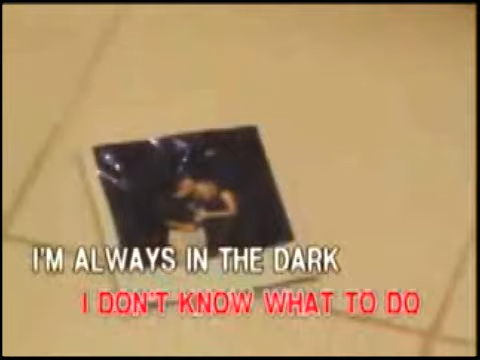 I'M ALWAYS IN THE DARK
I DON'T KNOW WHAT TO DO